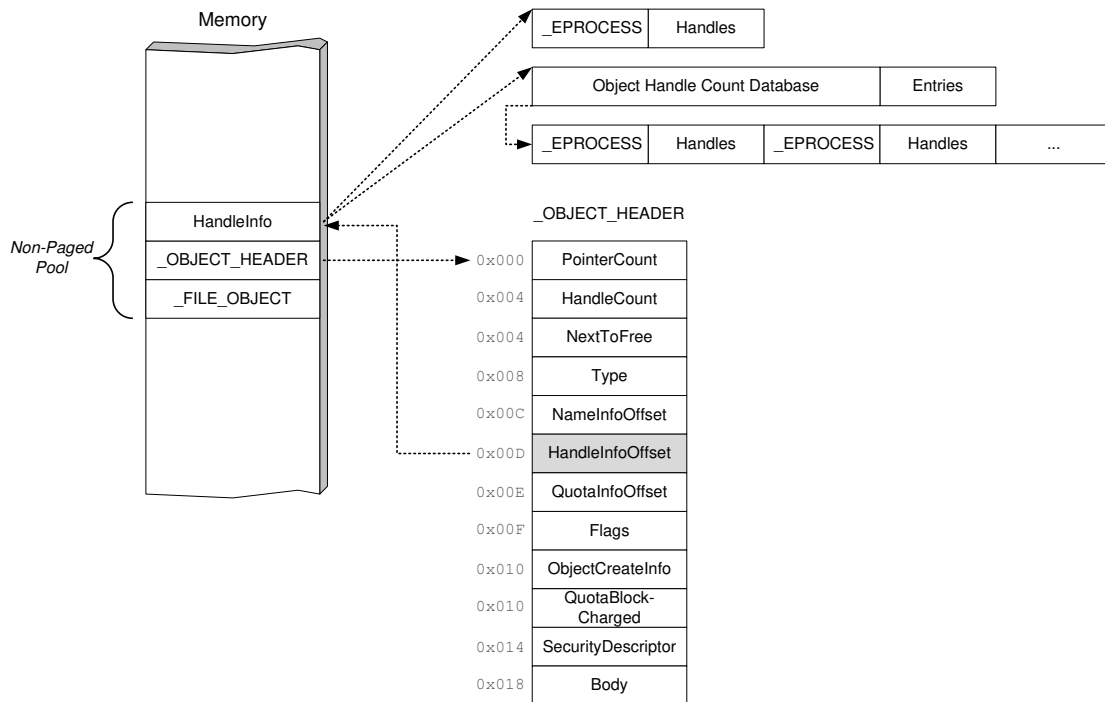 Memory
_EPROCESS Handles
Object Handle Count Database Entries
_EPROCESS Handles _EPROCESS Handles ...
HandleInfo
_OBJECT_HEADER
_FILE_OBJECT
Non-Paged
Pool
_OBJECT_HEADER
0x000 PointerCount
0x004 HandleCount
0x004 NextToFree
0x008 Type
0x00C NameInfoOffset
0x00D HandleInfoOffset
0x00E QuotaInfoOffset
0x00F Flags
0x010 ObjectCreateInfo
0x010 QuotaBlock-
Charged
0x014 SecurityDescriptor
0x018 Body